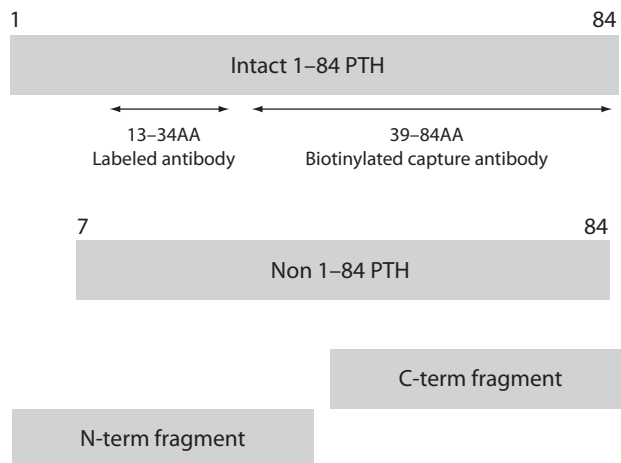 1 84
Intact 1–84 PTH
13–34AA 39–84AA
Labeled antibody Biotinylated capture antibody
7 84
Non 1–84 PTH
C-term fragment
N-term fragment